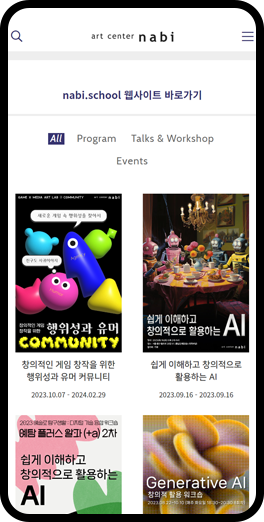 art center nabi
nabi.school 웹사이트 바로가기
All Program Talks & Workshop
Events
GAME X MEDIA ART LAB : COMMUNITY
art center nabi
새로운 게임 속 행위성을 찾아서
창의적인 게임
창작을 위한
행위성과 유머
COMMUNITY
쉽게 이해하고
창의적으로 활용하는 AI
창의적인 게임 창작을 위한
행위성과 유머 커뮤니티
2023.10.07 - 2024.02.29
쉽게 이해하고 창의적으로
활용하는 AI
2023.09.16 - 2023.09.16
예탐 플러스 알파 (+a) 2차
쉽게 이해하고
창의적으로 활용하는
AI
Generative AI
창의적 활용 워크숍